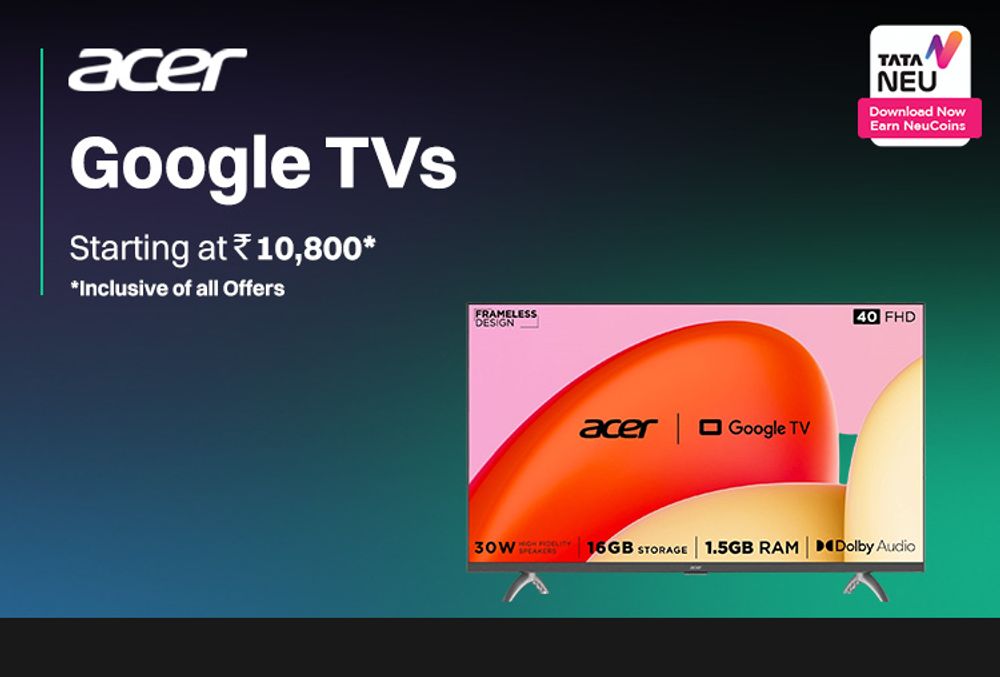 acer
Google TVs
Starting at ₹10,800*
*Inclusive of all Offers
TATA
NEU
Download Now
Earn NeuCoins
FRAMELESS
DESIGN
40 FHD
acer | Google TV
30W HIGH FIDELITY SPEAKERS | 16GB STORAGE | 1.5GB RAM | Dolby Audio
acer